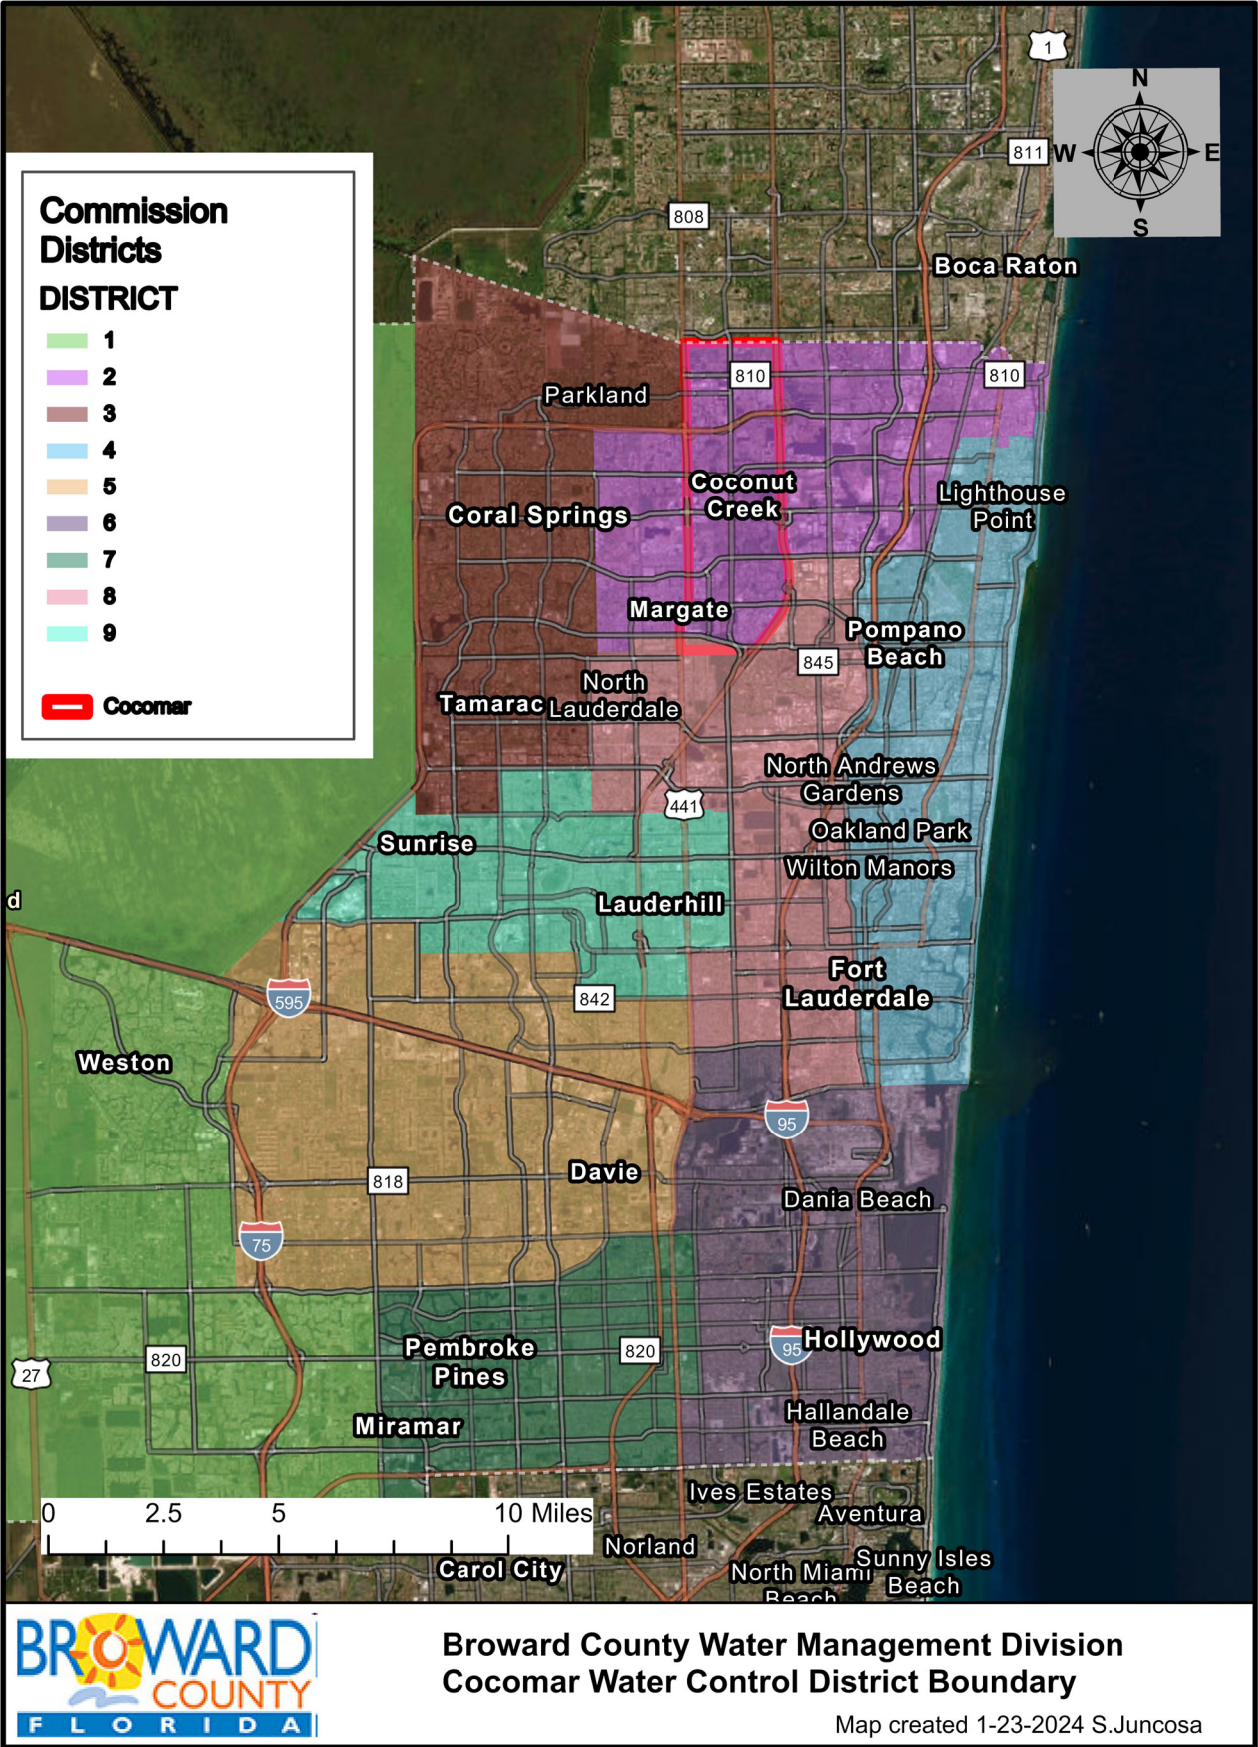 1
N
811
W
E
808
S
Commission
Districts
Boca Raton
DISTRICT
1
2
3
4
5
6
7
8
9
Cocomar
810
810
Parkland
Coconut
Creek
Lighthouse
Point
Coral Springs
Margate
Pompano
Beach
845
North
Lauderdale
Tamarac
North Andrews
Gardens
441
Oakland Park
Sunrise
Wilton Manors
d
Lauderhill
Fort
Lauderdale
595
842
Weston
95
Davie
818
Dania Beach
75
Hollywood
95
Pembroke
Pines
820
820
27
Hallandale
Beach
Miramar
Ives Estates
Aventura
0 2.5 5 10 Miles
Norland
Sunny Isles
Beach
Carol City
North Miami
Beach
BROWARD
COUNTY
FLORIDA
Broward County Water Management Division
Cocomar Water Control District Boundary
Map created 1-23-2024 S.Juncosa